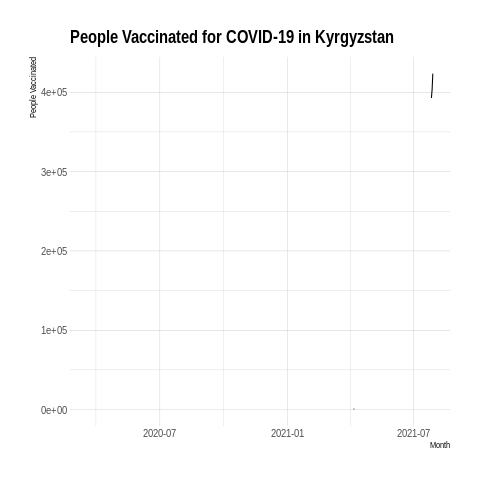 People Vaccinated for COVID-19 in Kyrgyzstan
People Vaccinated
4e+05
3e+05
2e+05
1e+05
0e+00
2020-07 2021-01 2021-07
Month